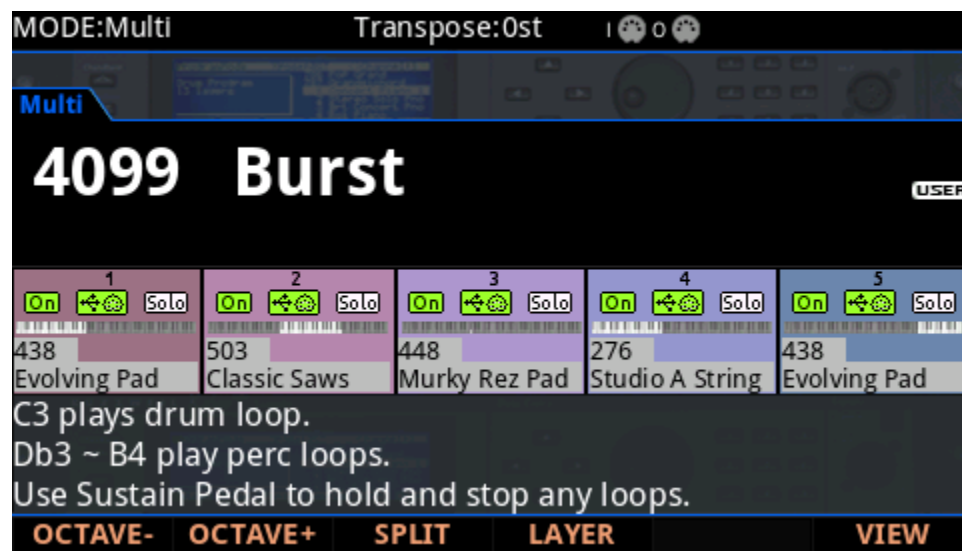 MODE:Multi Transpose:0st I O
Multi
4099 Burst
USER
1 2 3 4 5
On Solo On Solo On Solo On Solo On Solo
438 503 448 276 438
Evolving Pad Classic Saws Murky Rez Pad Studio A String Evolving Pad
C3 plays drum loop.
Db3 ~ B4 play perc loops.
Use Sustain Pedal to hold and stop any loops.
OCTAVE- OCTAVE+ SPLIT LAYER VIEW